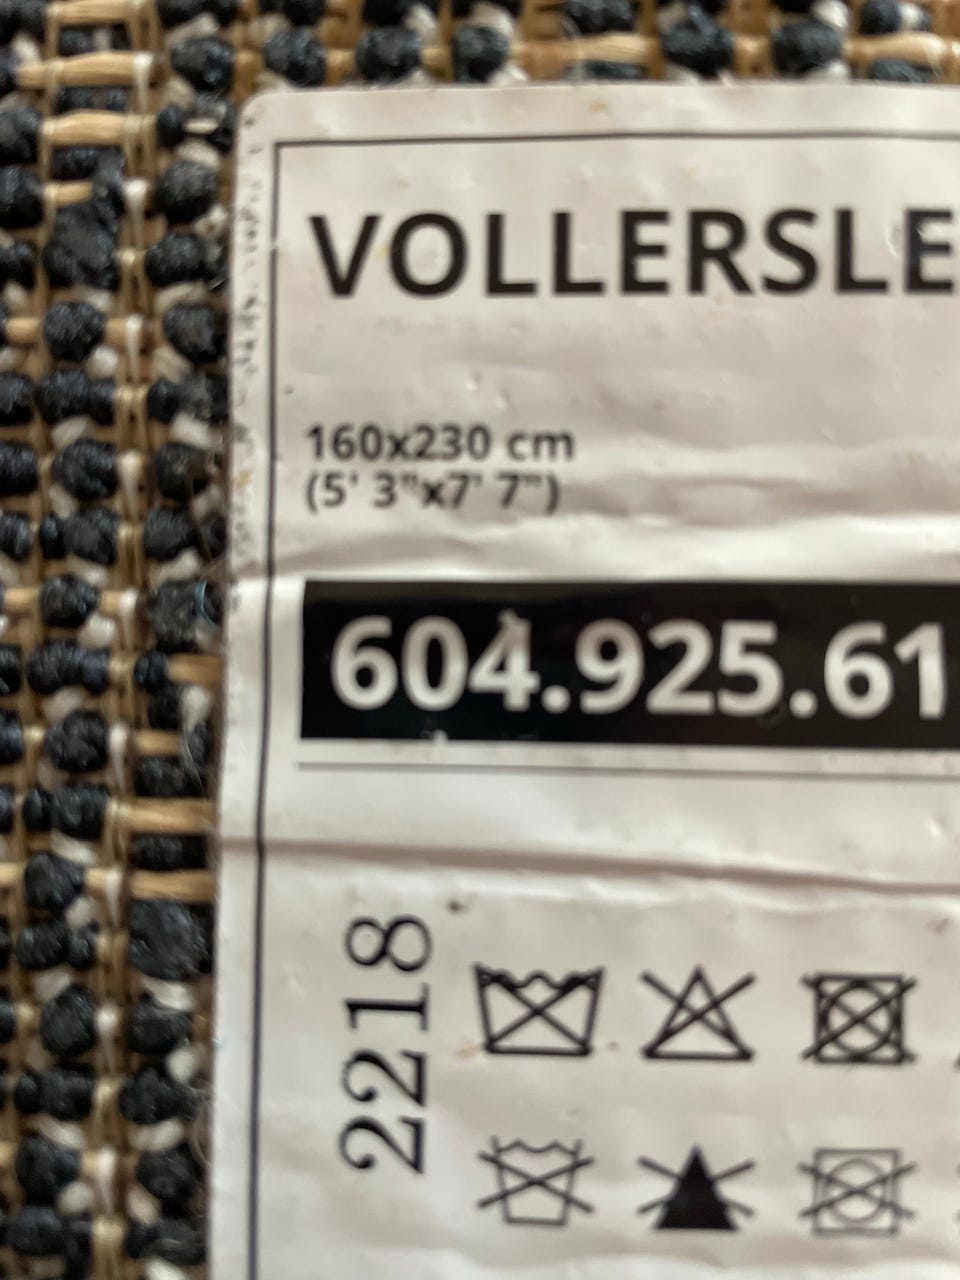 VOLLERSLE
160x230 cm
(5' 3"x7' 7")
604.925.61
2218